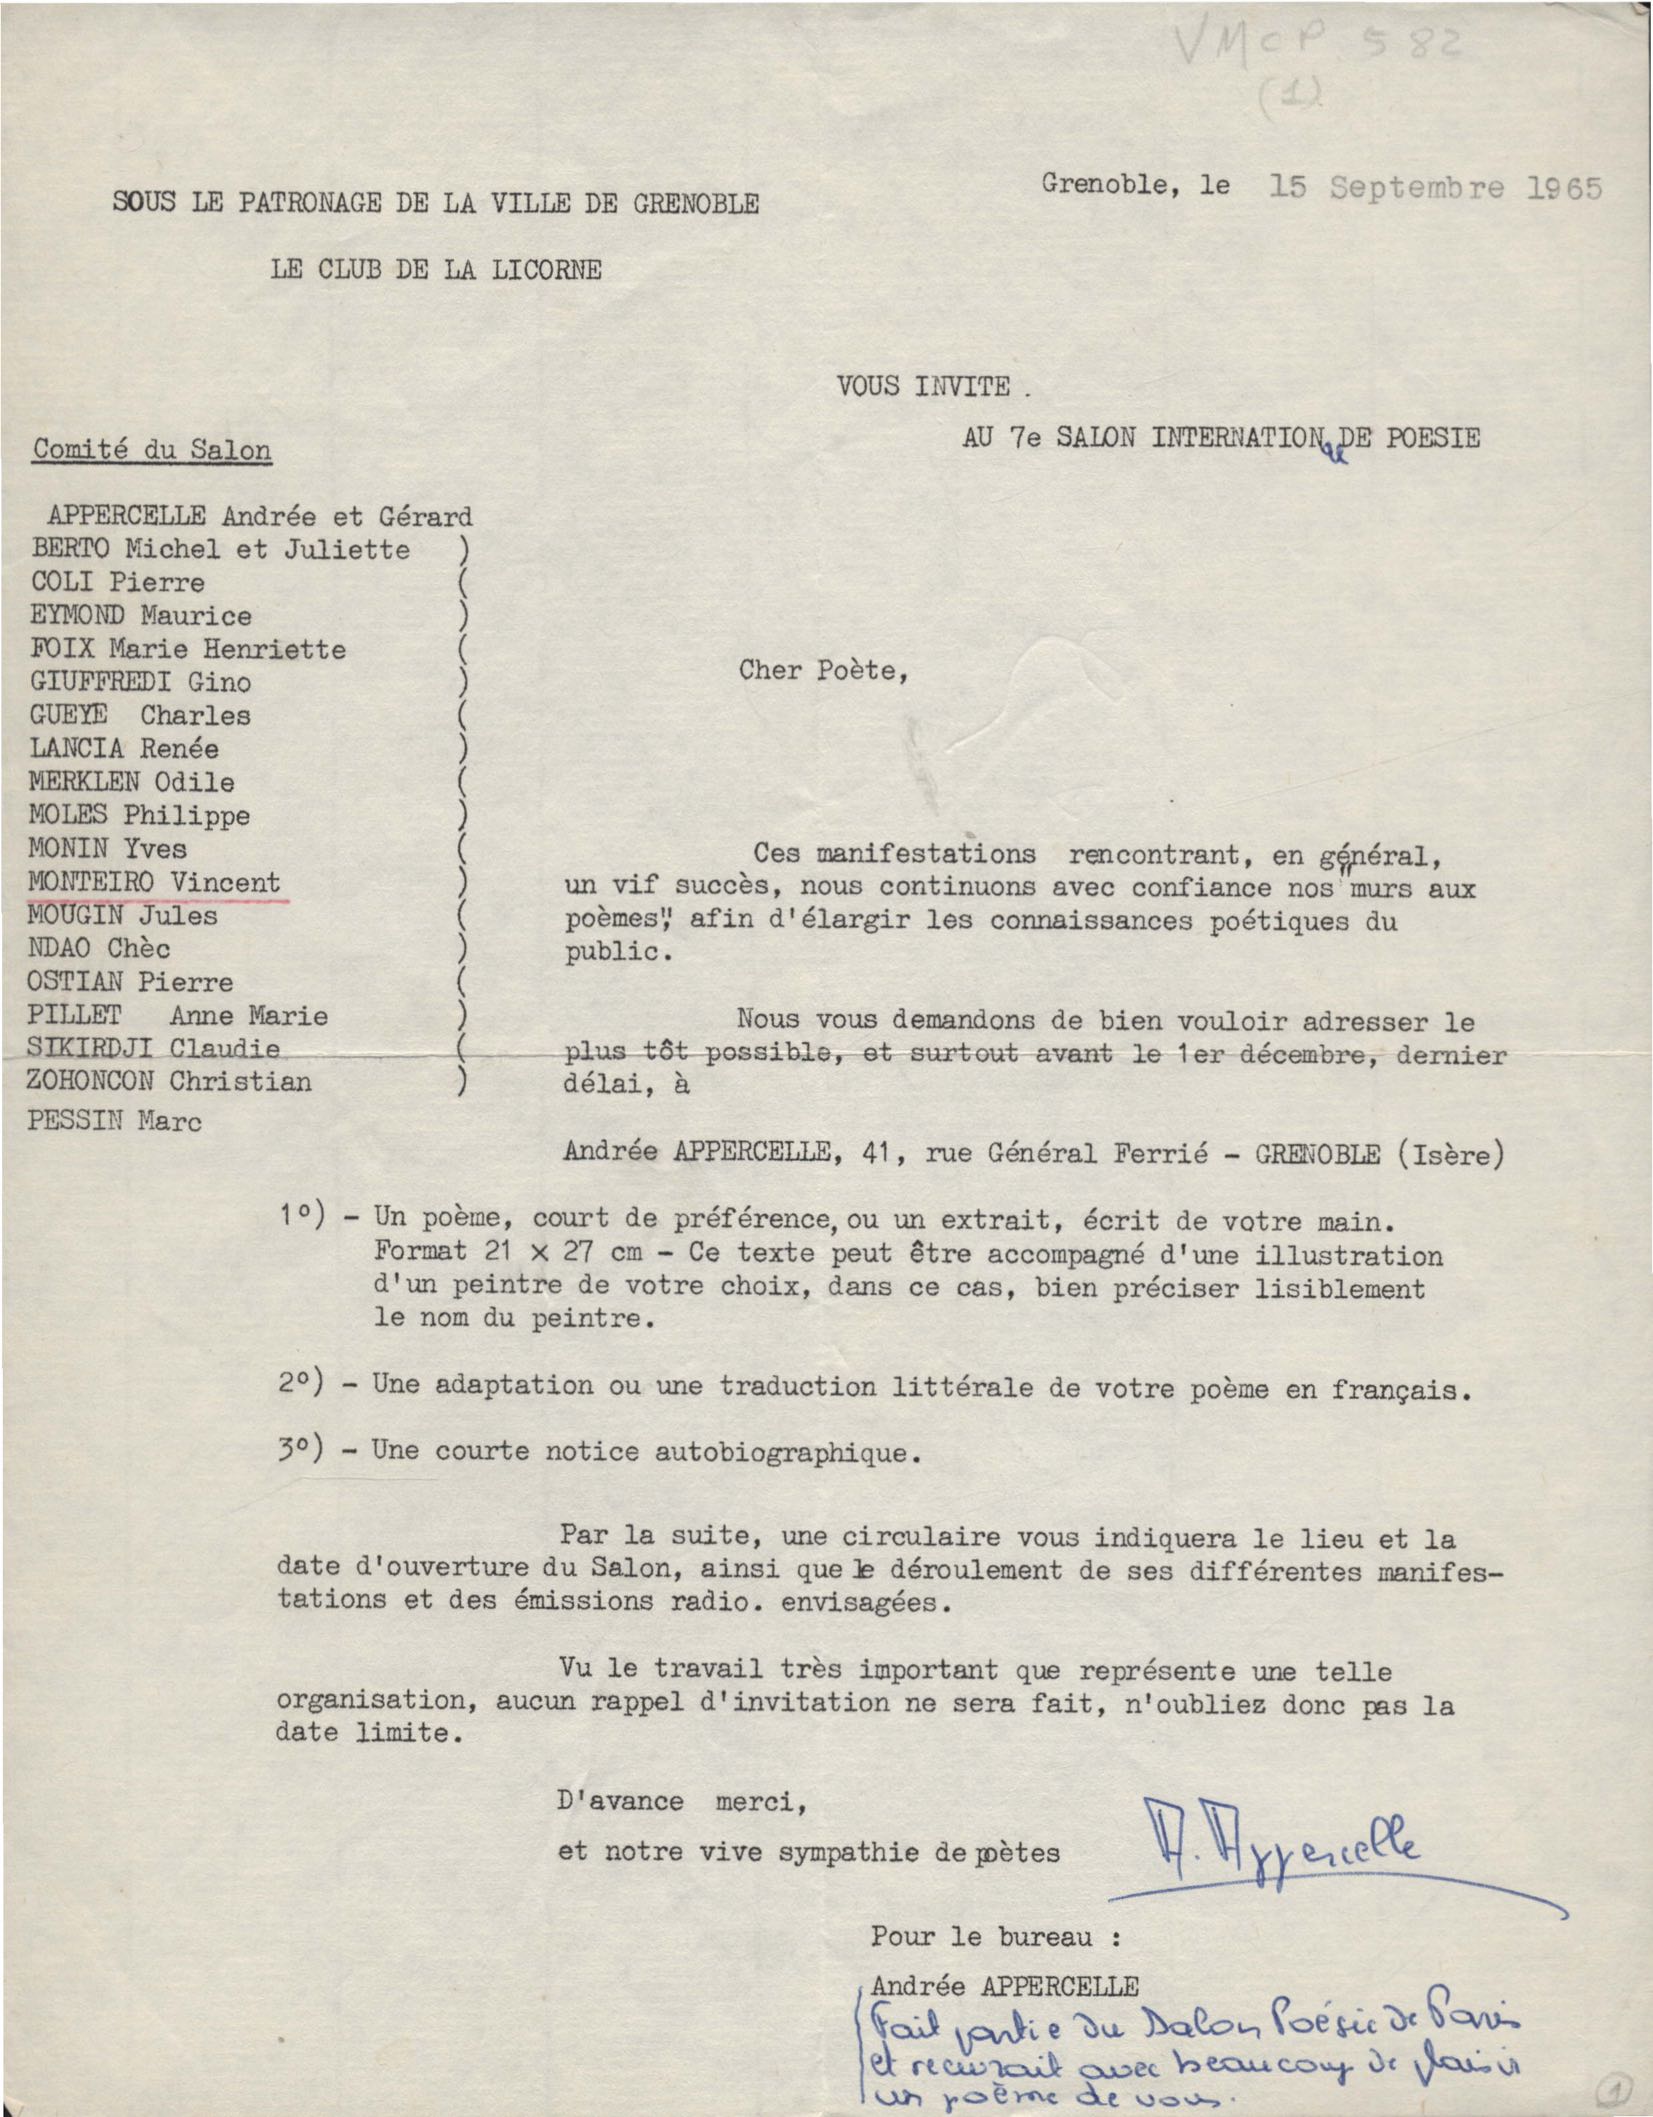 VMCP 582
(1)
Grenoble, le 15 Septembre 1965
SOUS LE PATRONAGE DE LA VILLE DE GRENOBLE
LE CLUB DE LA LICORNE
VOUS INVITE .
AU 7e SALON INTERNATIONal DE POESIE
Comité du Salon
APPERCELLE Andrée et Gérard
BERTO Michel et Juliette )
COLI Pierre (
EYMOND Maurice )
FOIX Marie Henriette (
GIUFFREDI Gino )
GUEYE Charles (
LANCIA Renée )
MERKLEN Odile (
MOLES Philippe )
MONIN Yves (
MONTEIRO Vincent )
MOUGIN Jules (
NDAO Chèc )
OSTIAN Pierre (
PILLET Anne Marie )
SIKIRDJI Claudie (
ZOHONCON Christian )
PESSIN Marc
Cher Poète,
Ces manifestations rencontrant, en général,
un vif succès, nous continuons avec confiance nos "murs aux
poèmes", afin d'élargir les connaissances poétiques du
public.
Nous vous demandons de bien vouloir adresser le
plus tôt possible, et surtout avant le 1er décembre, dernier
délai, à
Andrée APPERCELLE, 41, rue Général Ferrié - GRENOBLE (Isère)
1°) - Un poème, court de préférence, ou un extrait, écrit de votre main.
Format 21 x 27 cm - Ce texte peut être accompagné d'une illustration
d'un peintre de votre choix, dans ce cas, bien préciser lisiblement
le nom du peintre.
2°) - Une adaptation ou une traduction littérale de votre poème en français.
3°) - Une courte notice autobiographique.
Par la suite, une circulaire vous indiquera le lieu et la
date d'ouverture du Salon, ainsi que le déroulement de ses différentes manifes-
tations et des émissions radio. envisagées.
Vu le travail très important que représente une telle
organisation, aucun rappel d'invitation ne sera fait, n'oubliez donc pas la
date limite.
D'avance merci,
et notre vive sympathie de poètes
A. Appercelle
Pour le bureau :
Andrée APPERCELLE
Fait partie du Salon Poésie de Paris
et recevrait avec beaucoup de plaisir
un poème de vous.
1